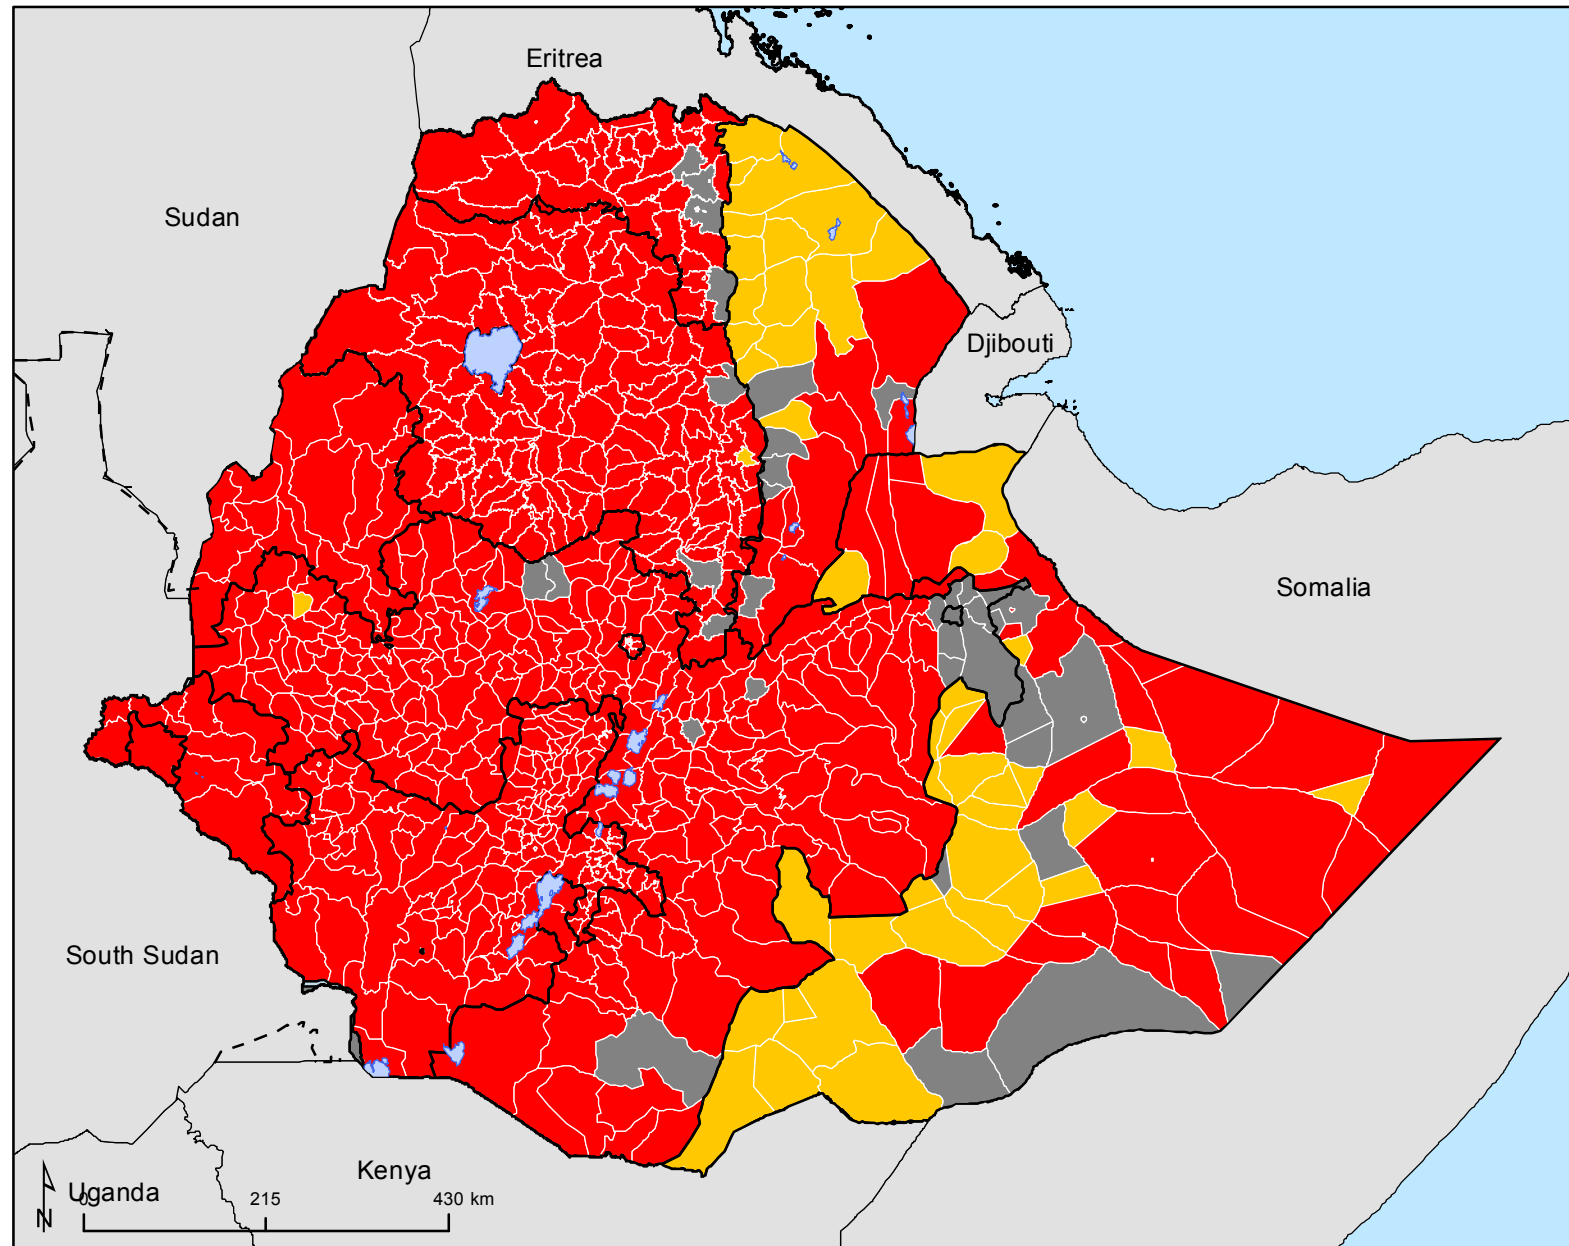 Eritrea
Sudan
Djibouti
Somalia
South Sudan
Kenya
Uganda
0 215 430 km
N